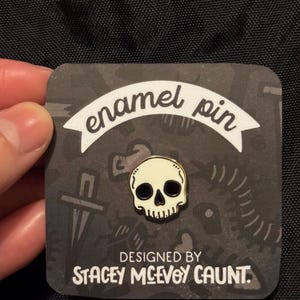 enamel pin
DESIGNED BY
STACEY MCEVOY CAUNT.